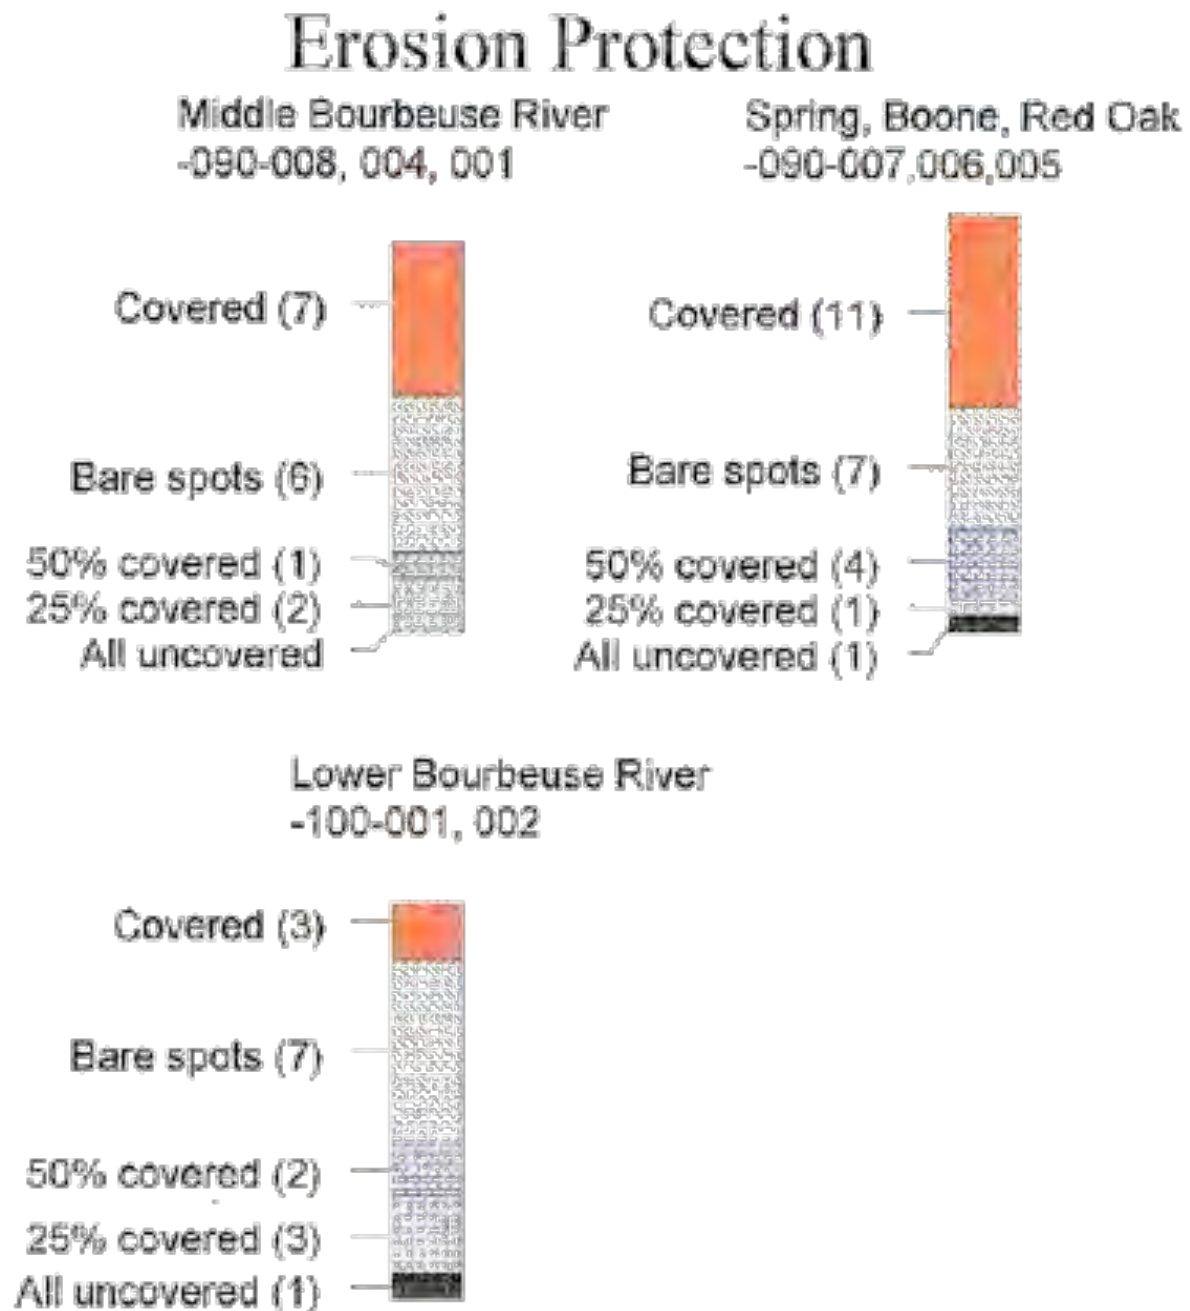 Erosion Protection
Middle Bourbeuse River
-090-008, 004, 001
Covered (7)
Bare spots (6)
50% covered (1)
25% covered (2)
All uncovered
Spring, Boone, Red Oak
-090-007,006,005
Covered (11)
Bare spots (7)
50% covered (4)
25% covered (1)
All uncovered (1)
Lower Bourbeuse River
-100-001, 002
Covered (3)
Bare spots (7)
50% covered (2)
25% covered (3)
All uncovered (1)